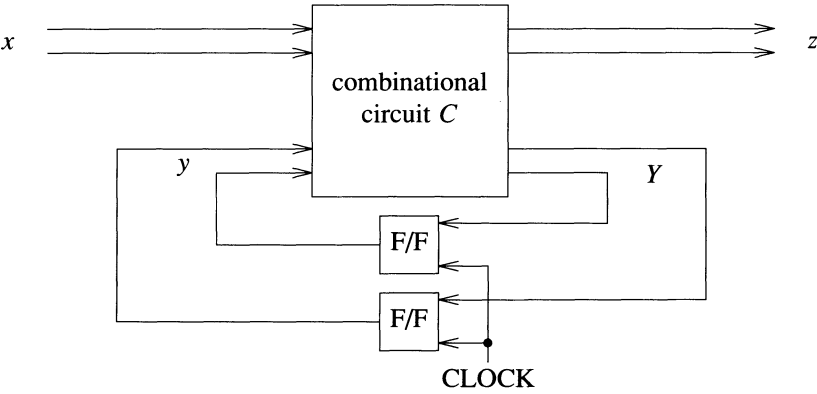 x
z
combinational
circuit C
y
Y
F/F
F/F
CLOCK